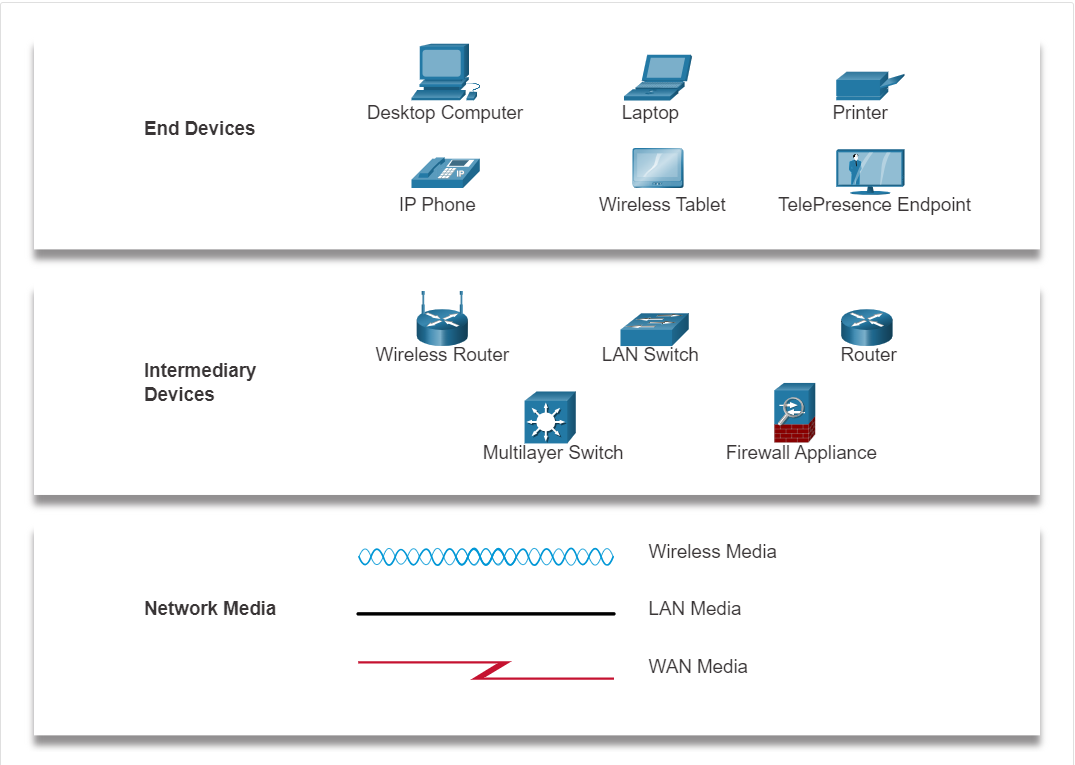 End Devices
Desktop Computer
Laptop
Printer
IP
IP Phone
Wireless Tablet
TelePresence Endpoint
Intermediary
Devices
Wireless Router
LAN Switch
Router
Multilayer Switch
Firewall Appliance
Network Media
Wireless Media
LAN Media
WAN Media